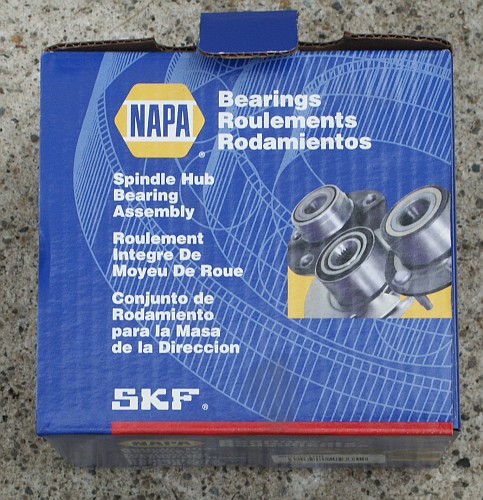 NAPA
®
Bearings
Roulements
Rodamientos
Spindle Hub
Bearing
Assembly
Roulement
Integre De
Moyeu De Roue
Conjunto de
Rodamiento
para la Masa
de la Direccion
SKF®
NAPA